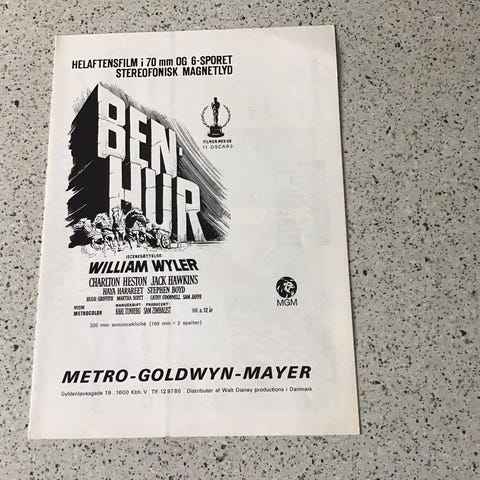 HELAFTENSFILM i 70 mm OG 6-SPORET
STEREOFONISK MAGNETLYD
BEN-HUR
FILMEN MED DE
11 OSCARS
ISCENESÆTTELSE:
WILLIAM WYLER
CHARLTON HESTON JACK HAWKINS
HAYA HARAREET STEPHEN BOYD
HUGH GRIFFITH MARTHA SCOTT CATHY O'DONNELL SAM JAFFE
MANUSKRIPT: PRODUCENT:
METROCOLOR KARL TUNBERG SAM ZIMBALIST till. o. 12 år
MGM
320 mm annoncekliché (160 mm = 2 spalter)
METRO-GOLDWYN-MAYER
Gyldenløvesgade 19 . 1600 Kbh. V . Tlf. 12 97 86 . Distributør af Walt Disney productions i Danmark